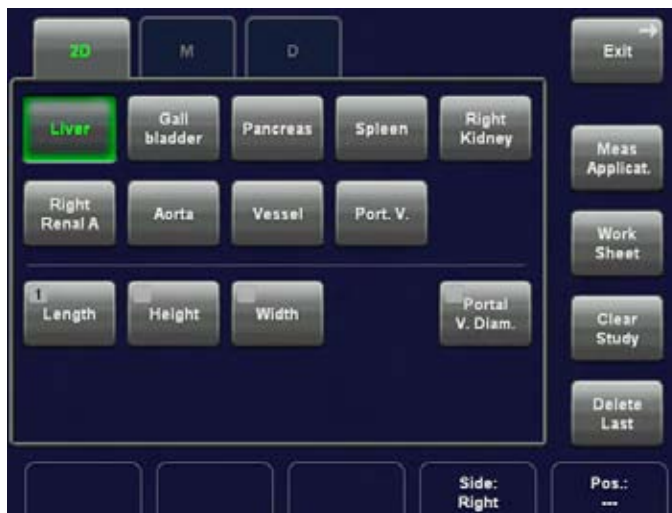 2D
M
D
Exit
Liver
Gall
bladder
Pancreas
Spleen
Right
Kidney
Meas
Applicat.
Right
Renal A
Aorta
Vessel
Port. V.
Work
Sheet
1
Length
Height
Width
Portal
V. Diam.
Clear
Study
Delete
Last
Side:
Right
Pos.:
---